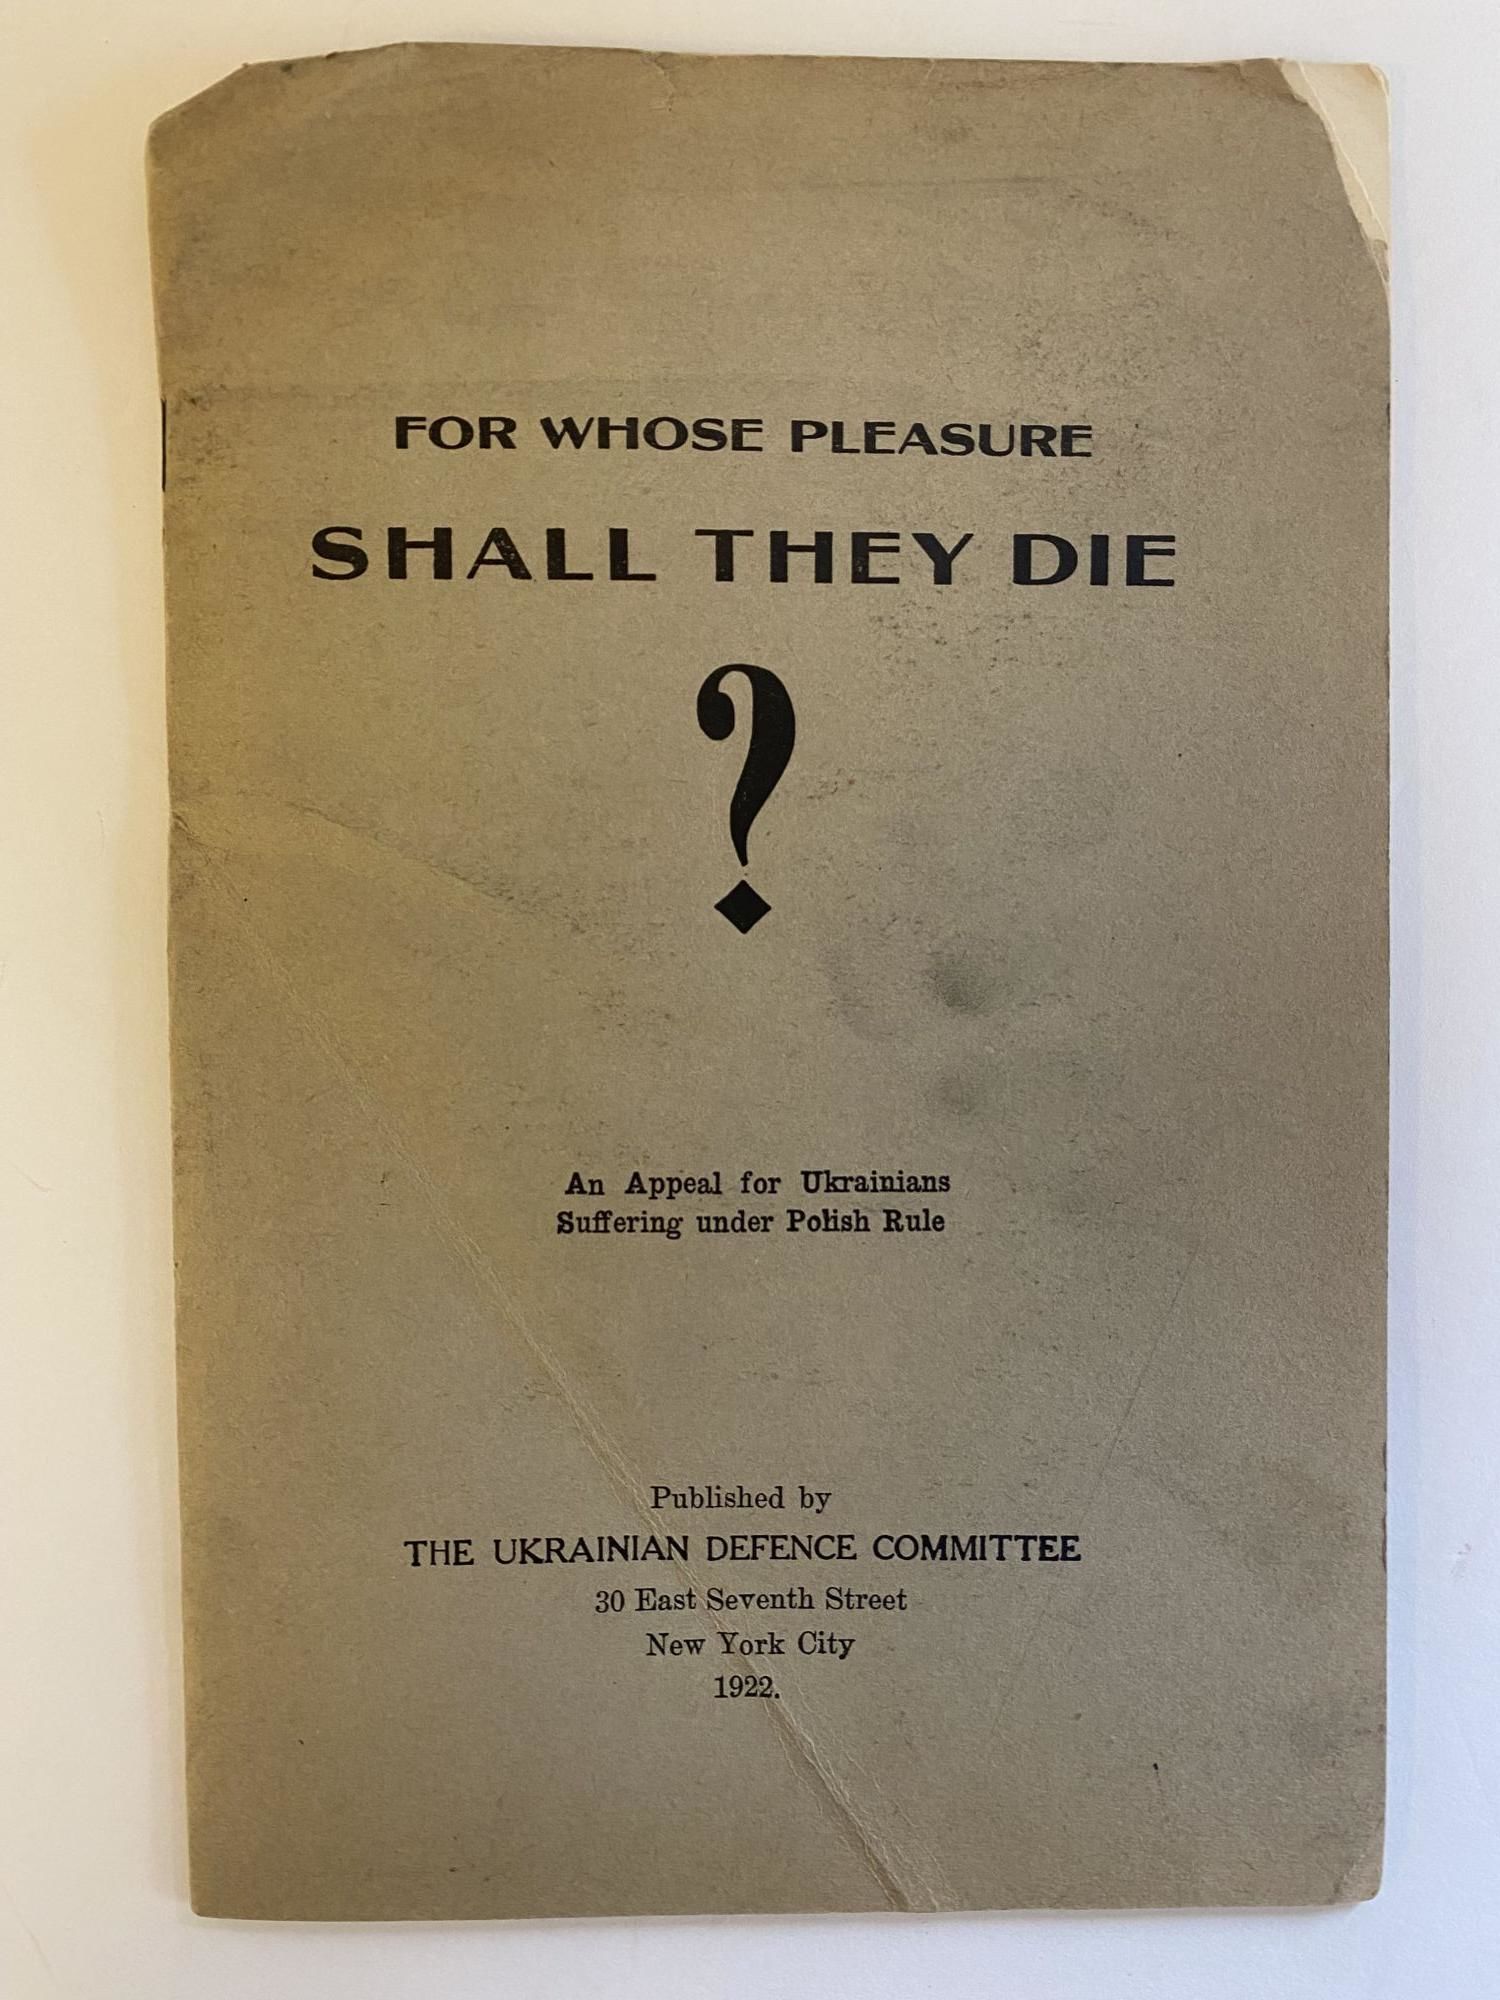 FOR WHOSE PLEASURE
SHALL THEY DIE
?
An Appeal for Ukrainians
Suffering under Polish Rule
Published by
THE UKRAINIAN DEFENCE COMMITTEE
30 East Seventh Street
New York City
1922.